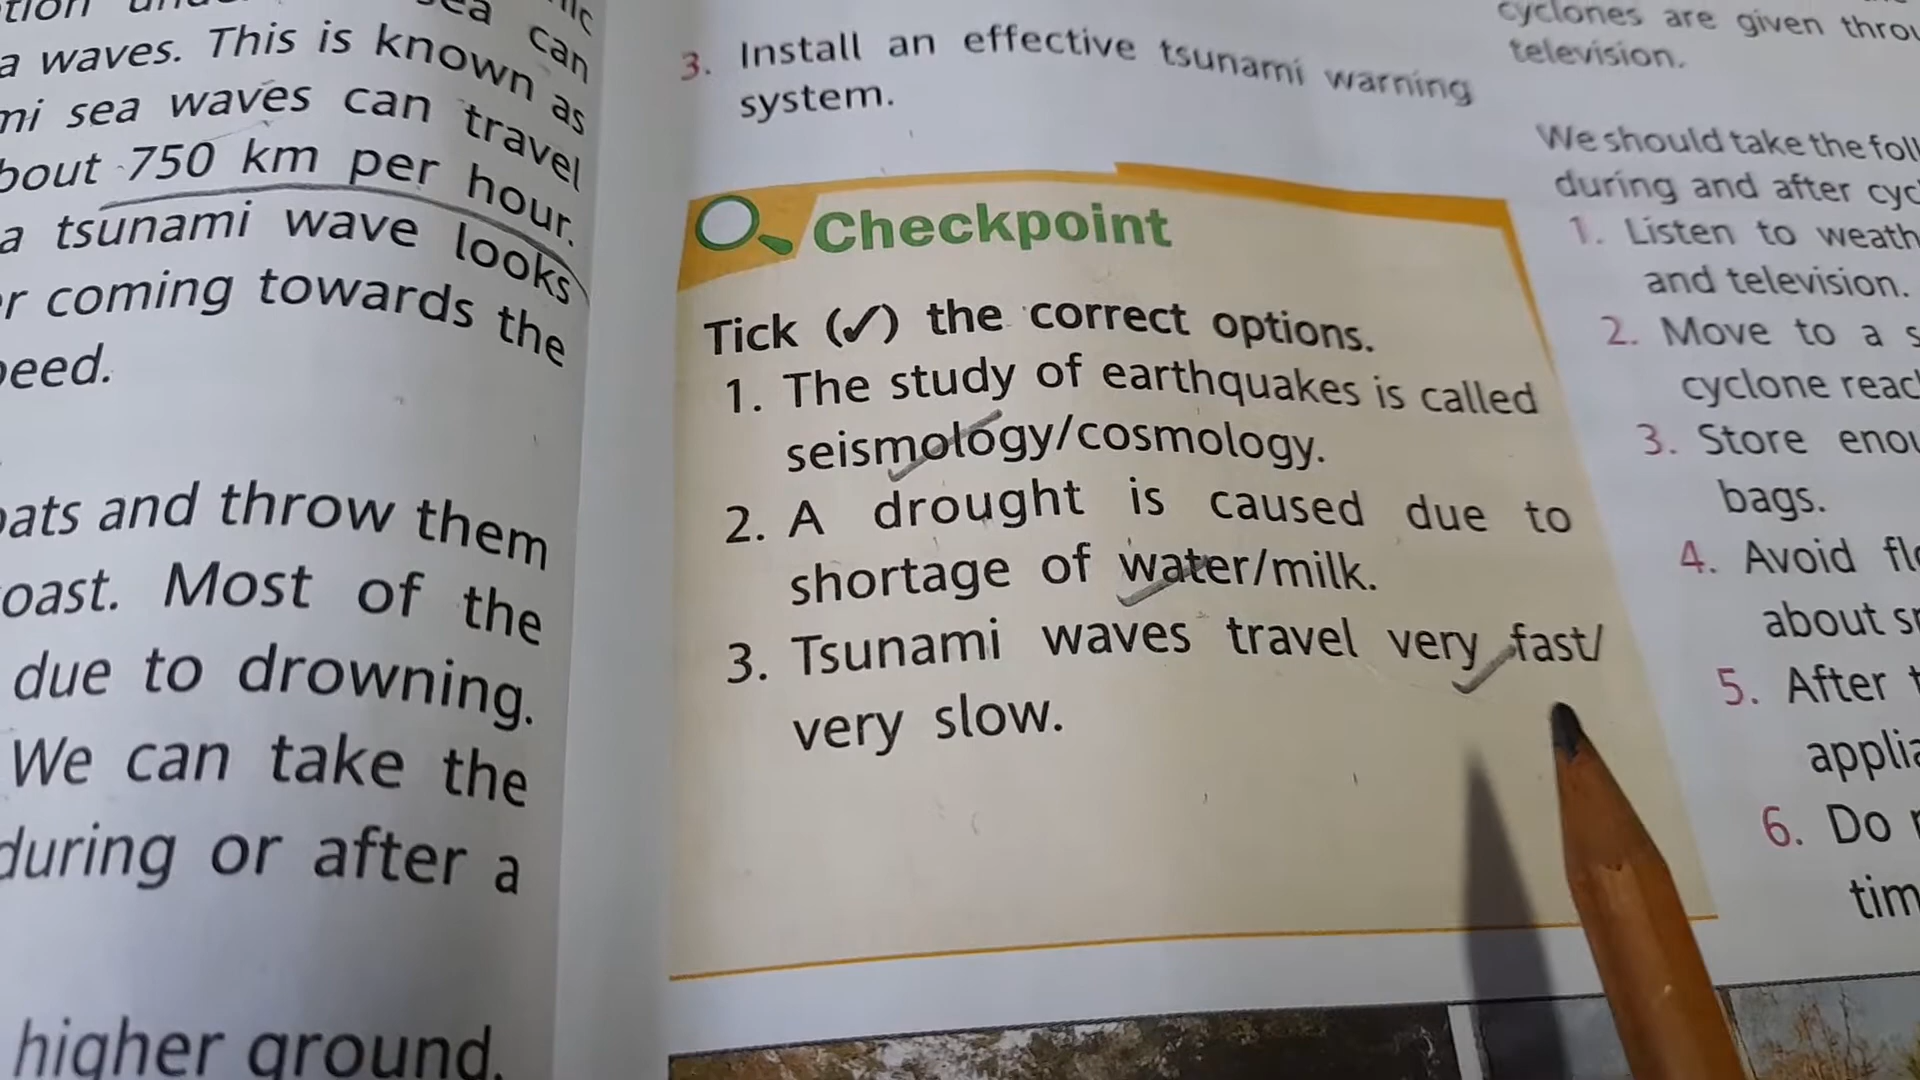 can
a waves. This is known as
mi sea waves can travel
bout 750 km per hour.
a tsunami wave looks
r coming towards the
peed.
oats and throw them
oast. Most of the
due to drowning.
We can take the
during or after a
higher ground.
3. Install an effective tsunami warning
system.
Checkpoint
Tick (✓) the correct options.
1. The study of earthquakes is called
seismology/cosmology.
2. A drought is caused due to
shortage of water/milk.
3. Tsunami waves travel very fast/
very slow.
cyclones are given throu
television.
We should take the foll
during and after cyc
1. Listen to weath
and television.
2. Move to a s
cyclone reac
3. Store enou
bags.
4. Avoid flo
about sn
5. After t
applia
6. Do n
tim